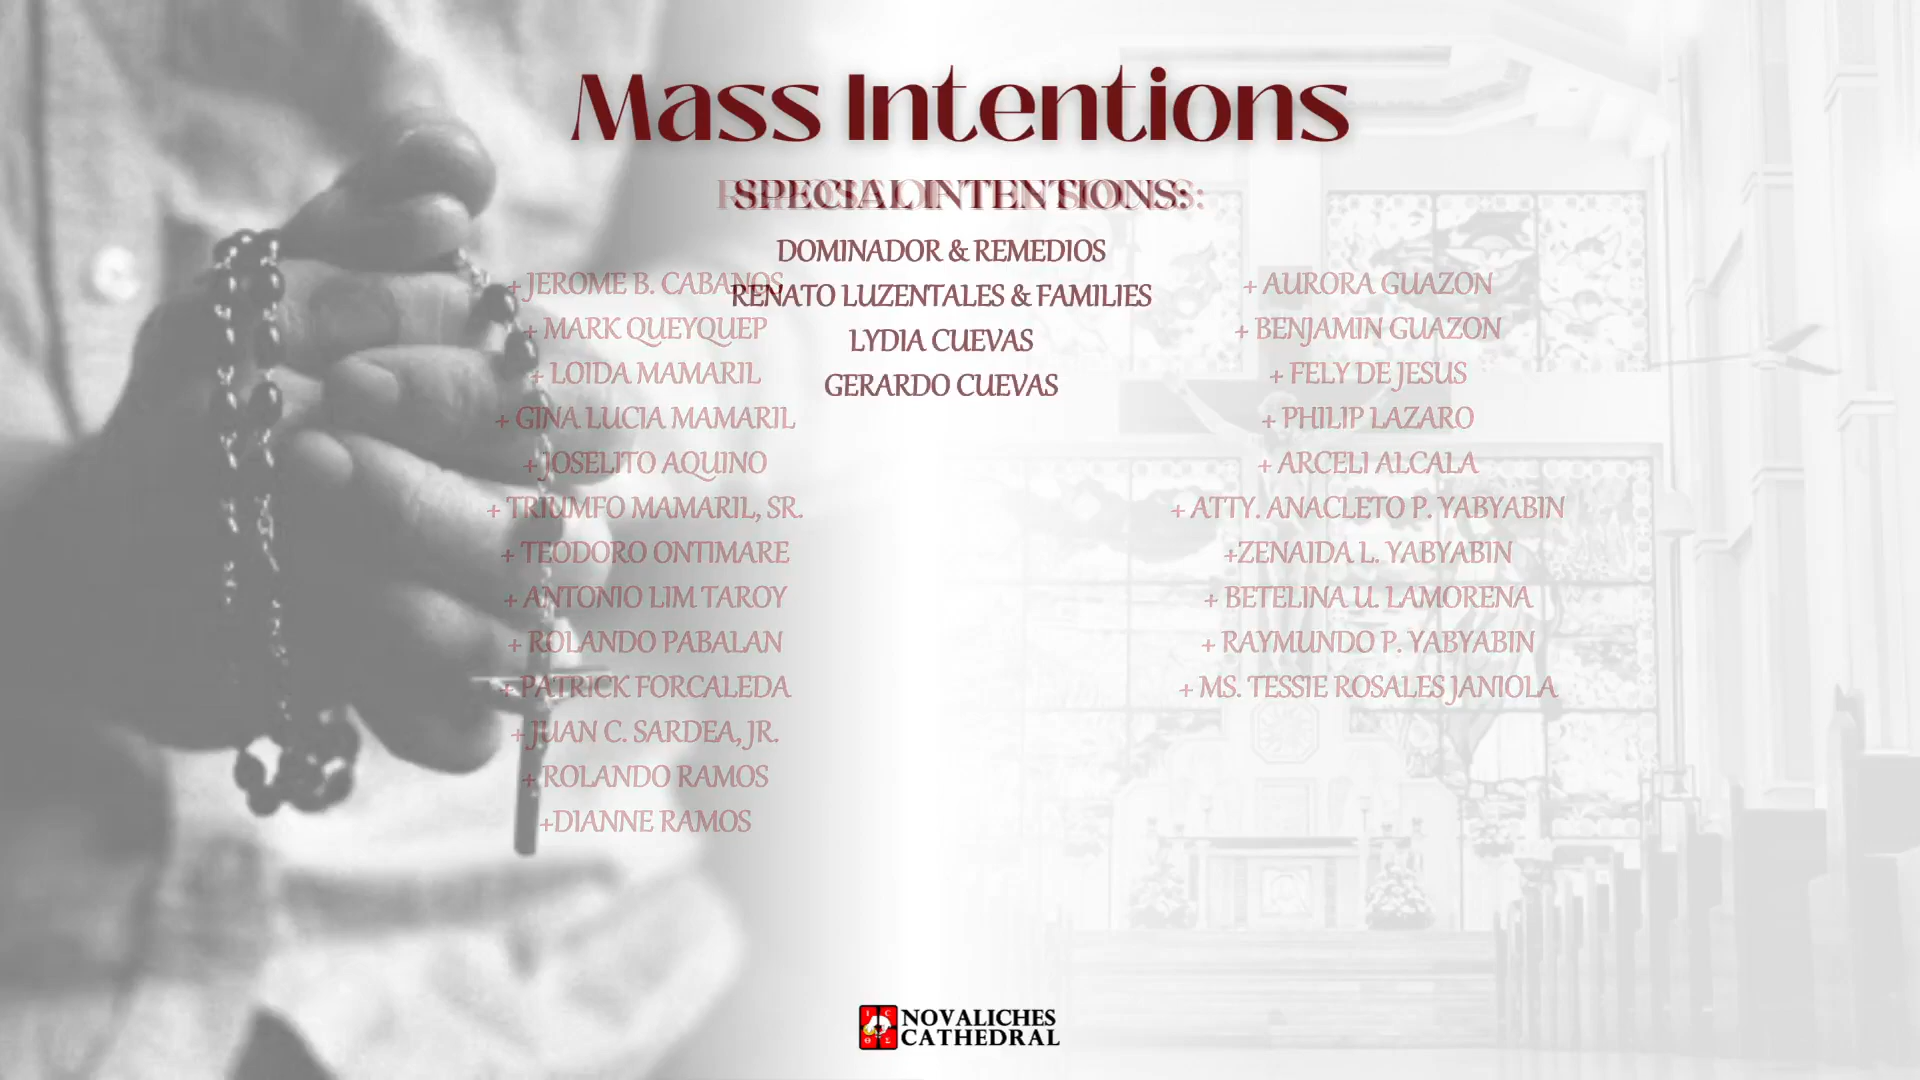 Mass Intentions
SPECIAL INTENTIONS:
DOMINADOR & REMEDIOS
RENATO LUZENTALES & FAMILIES
LYDIA CUEVAS
GERARDO CUEVAS
+ JEROME B. CABANOS
+ MARK QUEYQUEP
+ LOIDA MAMARIL
+ GINA LUCIA MAMARIL
+ JOSELITO AQUINO
+ TRIUMFO MAMARIL, SR.
+ TEODORO ONTIMARE
+ ANTONIO LIM TAROY
+ ROLANDO PABALAN
+ PATRICK FORCALEDA
+ JUAN C. SARDEA, JR.
+ ROLANDO RAMOS
+DIANNE RAMOS
+ AURORA GUAZON
+ BENJAMIN GUAZON
+ FELY DE JESUS
+ PHILIP LAZARO
+ ARCELI ALCALA
+ ATTY. ANACLETO P. YABYABIN
+ZENAIDA L. YABYABIN
+ BETELINA U. LAMORENA
+ RAYMUNDO P. YABYABIN
+ MS. TESSIE ROSALES JANIOLA
NOVALICHES
CATHEDRAL